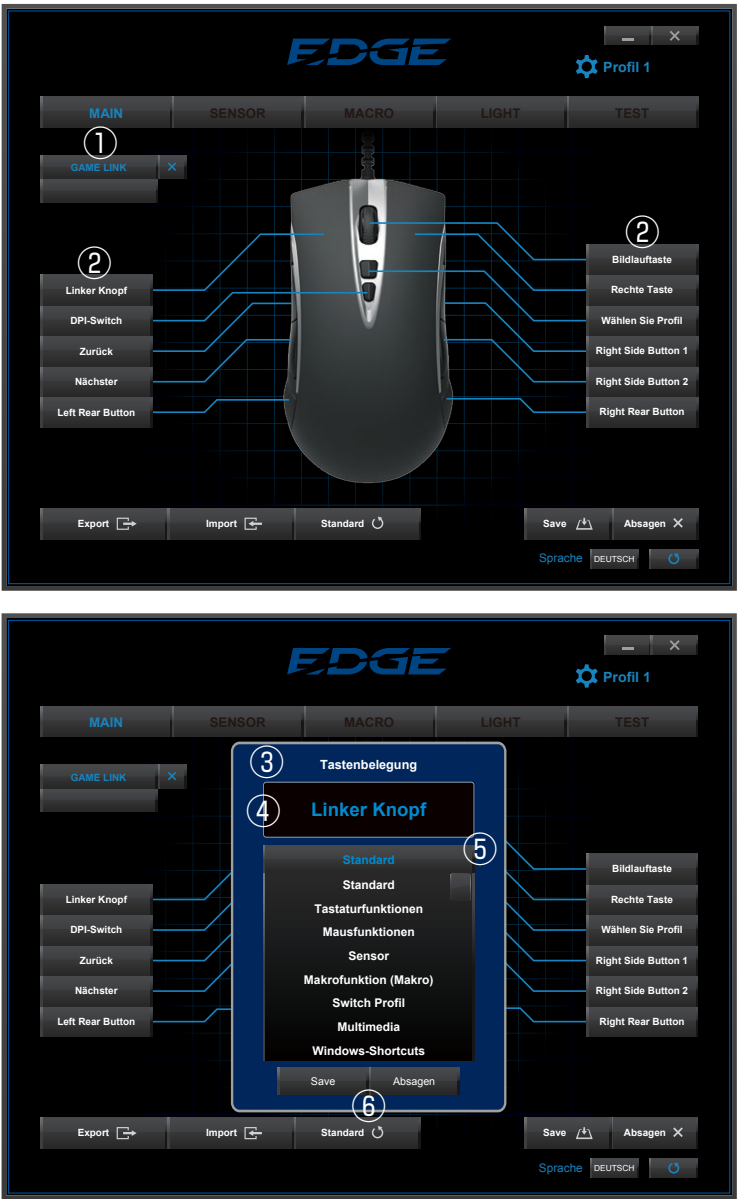 EDGE
Profil 1
MAIN SENSOR MACRO LIGHT TEST
①
GAME LINK ×
②
Linker Knopf
DPI-Switch
Zurück
Nächster
Left Rear Button
②
Bildlauftaste
Rechte Taste
Wählen Sie Profil
Right Side Button 1
Right Side Button 2
Right Rear Button
Export Import Standard Save Absagen
Sprache DEUTSCH
EDGE
Profil 1
MAIN SENSOR MACRO LIGHT TEST
GAME LINK ×
③ Tastenbelegung
④ Linker Knopf
⑤
Standard
Standard
Tastaturfunktionen
Mausfunktionen
Sensor
Makrofunktion (Makro)
Switch Profil
Multimedia
Windows-Shortcuts
Save Absagen
⑥
Linker Knopf
DPI-Switch
Zurück
Nächster
Left Rear Button
Bildlauftaste
Rechte Taste
Wählen Sie Profil
Right Side Button 1
Right Side Button 2
Right Rear Button
Export Import Standard Save Absagen
Sprache DEUTSCH